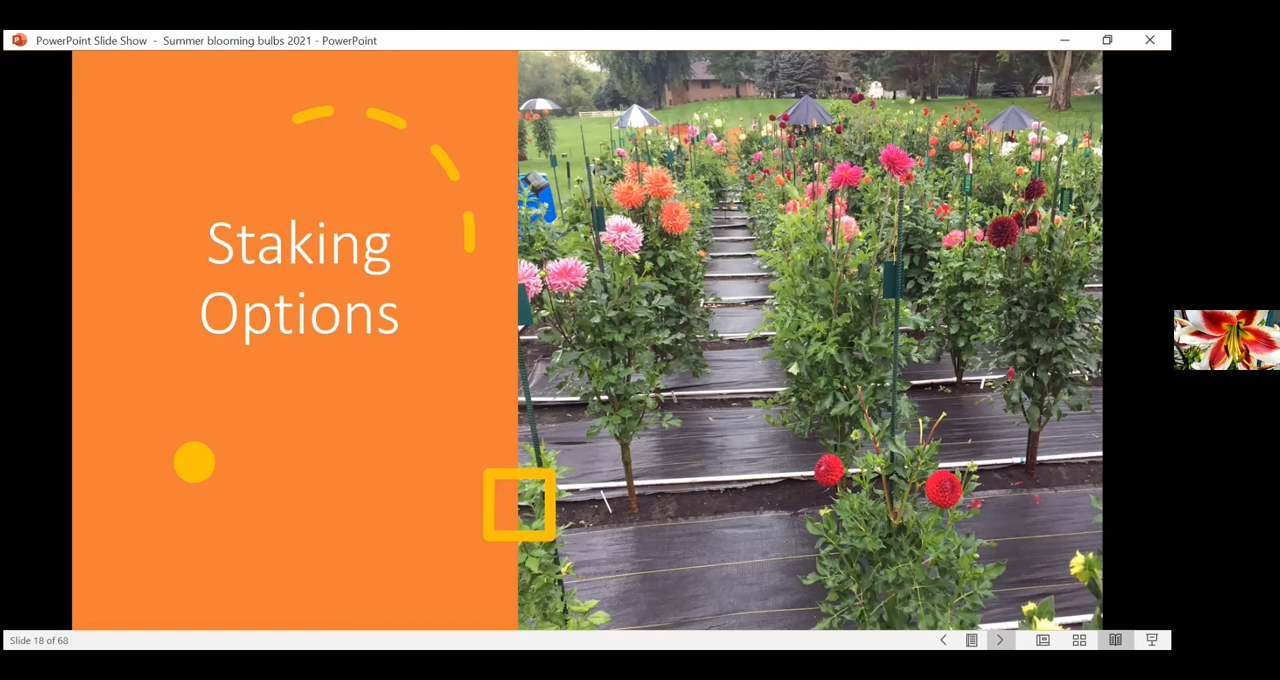 PowerPoint Slide Show - Summer blooming bulbs 2021 - PowerPoint
Staking
Options
Slide 18 of 68